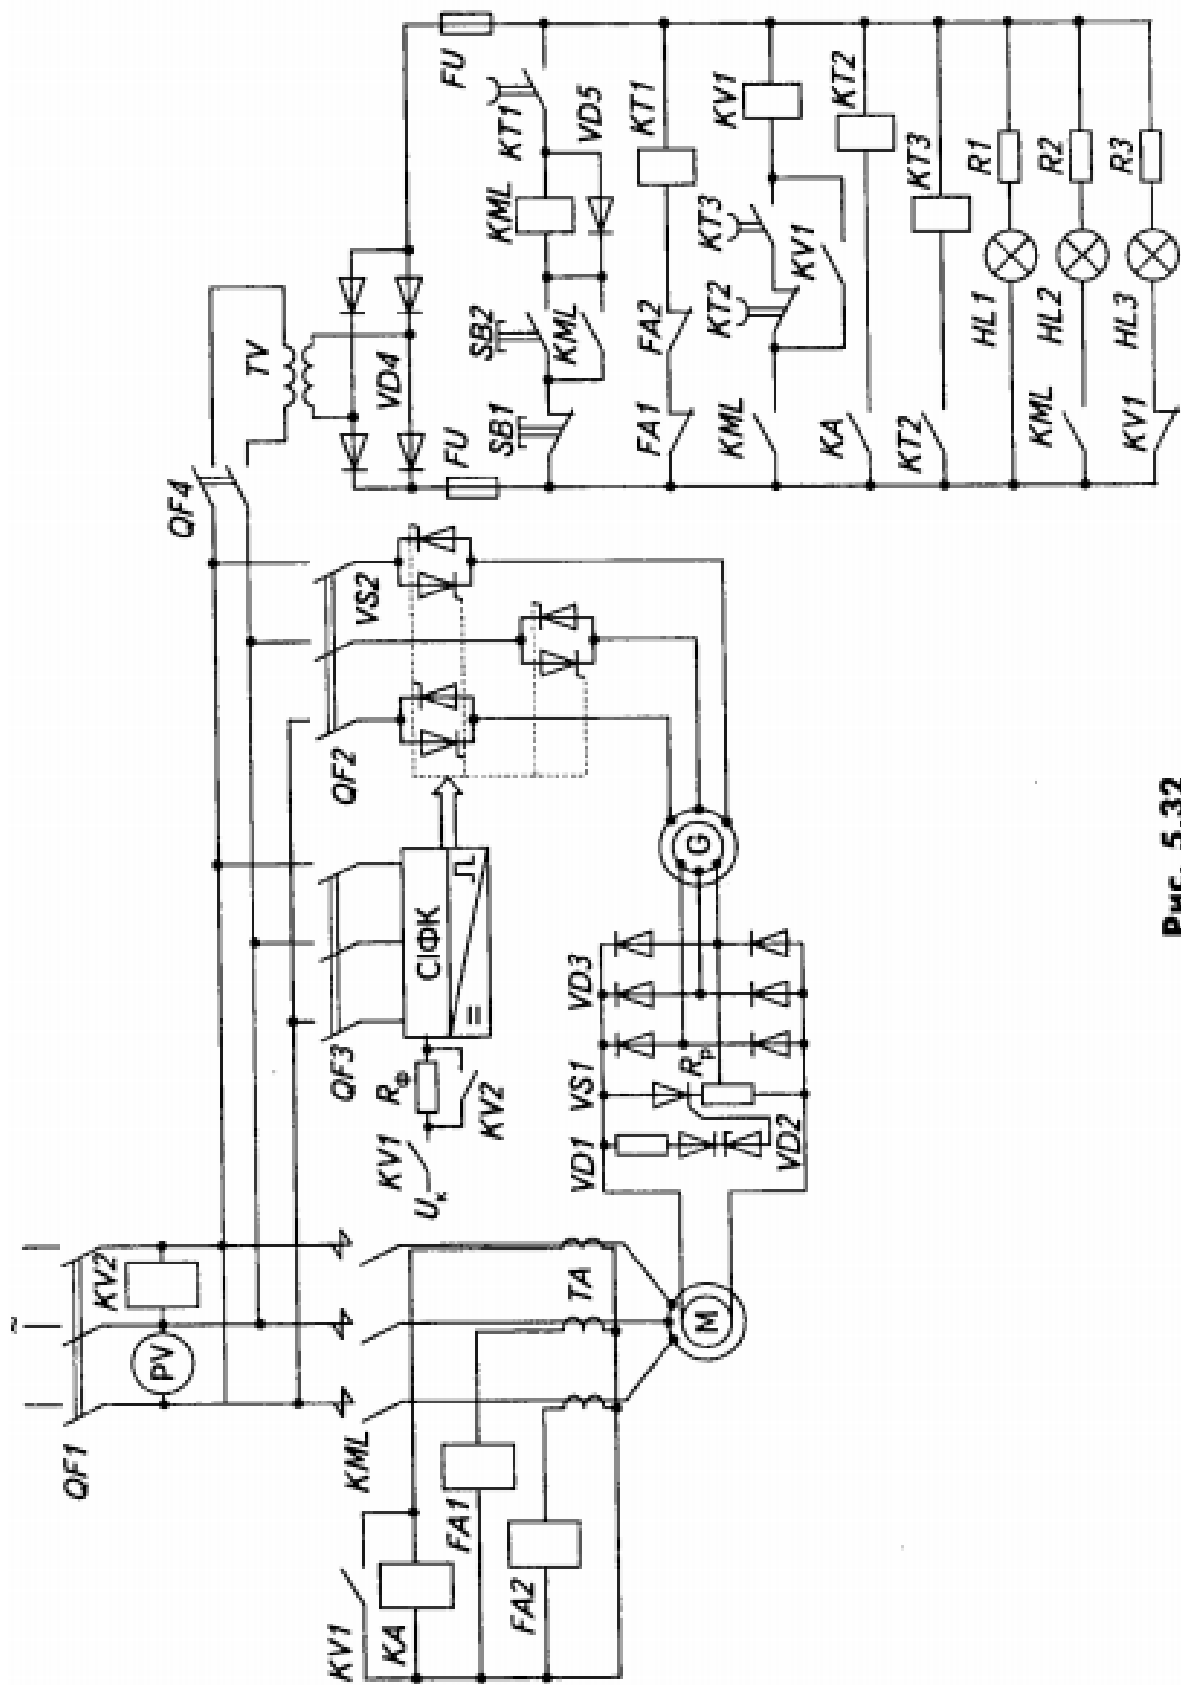 QF1
~
PV
KV2
KML
KV1
KA
FA1
FA2
TA
M
QF3
СІФК
=
Rф
KV1
Uк
KV2
VD1
VS1
VD3
Rр
VD2
G
QF2
VS2
QF4
TV
VD4
FU
FU
SB1
SB2
KML
KT1
KML
VD5
FA1
FA2
KT1
KML
KT2
KT3
KV1
KV1
KA
KT2
KT2
KT3
HL1
R1
KML
HL2
R2
KV1
HL3
R3
Рис. 5.32